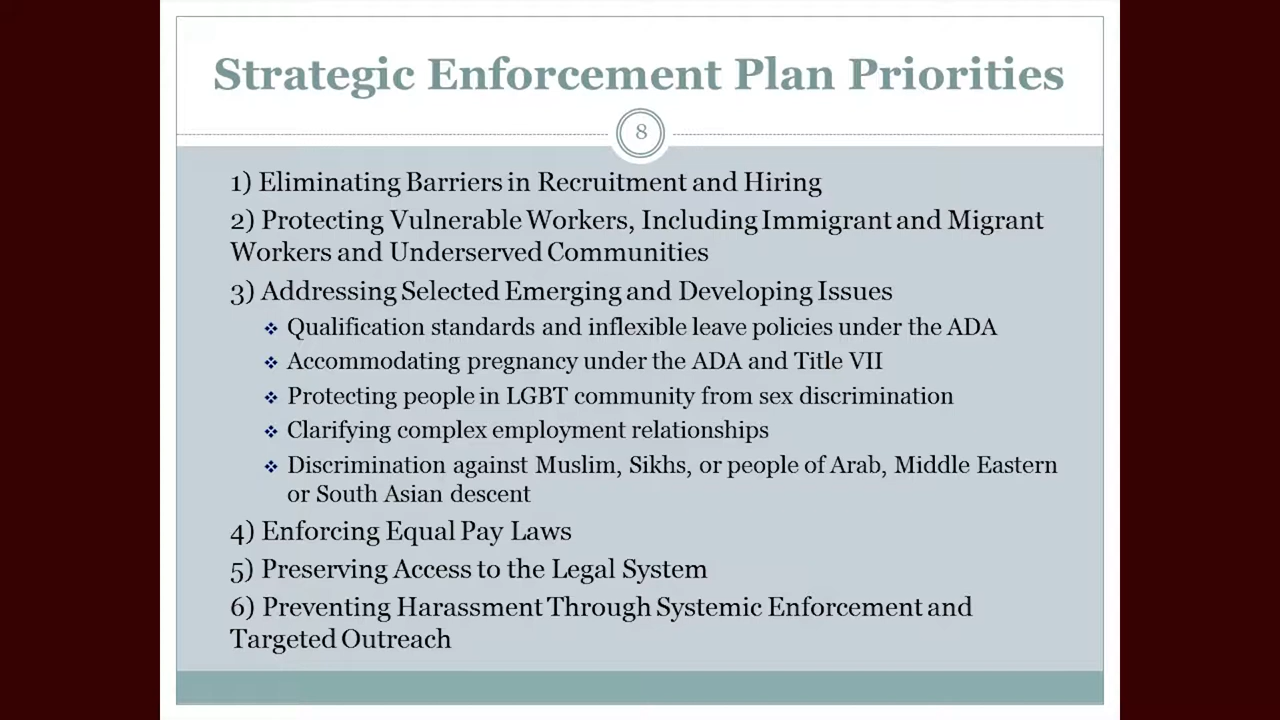 Strategic Enforcement Plan Priorities
8
1) Eliminating Barriers in Recruitment and Hiring
2) Protecting Vulnerable Workers, Including Immigrant and Migrant
Workers and Underserved Communities
3) Addressing Selected Emerging and Developing Issues
❖ Qualification standards and inflexible leave policies under the ADA
❖ Accommodating pregnancy under the ADA and Title VII
❖ Protecting people in LGBT community from sex discrimination
❖ Clarifying complex employment relationships
❖ Discrimination against Muslim, Sikhs, or people of Arab, Middle Eastern
or South Asian descent
4) Enforcing Equal Pay Laws
5) Preserving Access to the Legal System
6) Preventing Harassment Through Systemic Enforcement and
Targeted Outreach